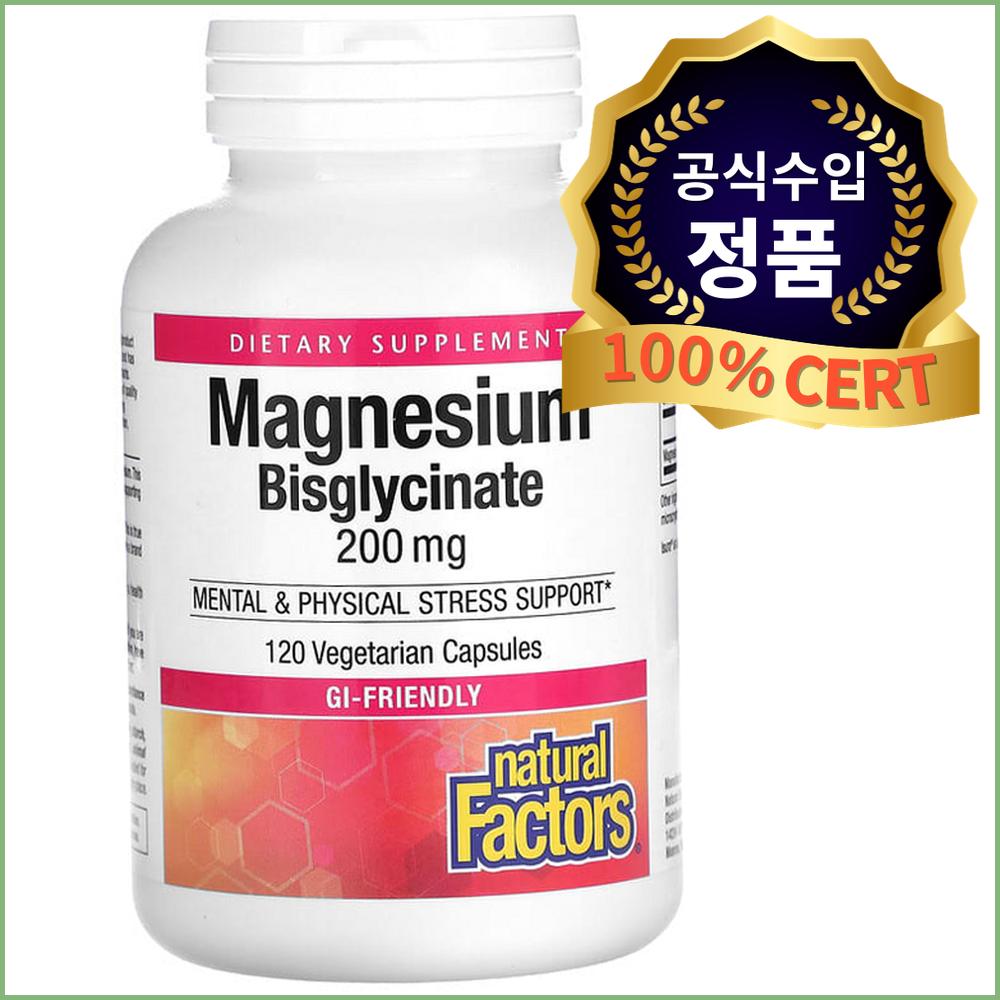 DIETARY SUPPLEMENT
Magnesium
Bisglycinate
200 mg
MENTAL & PHYSICAL STRESS SUPPORT*
120 Vegetarian Capsules
GI-FRIENDLY
natural
Factors
공식수입
정품
100% CERT